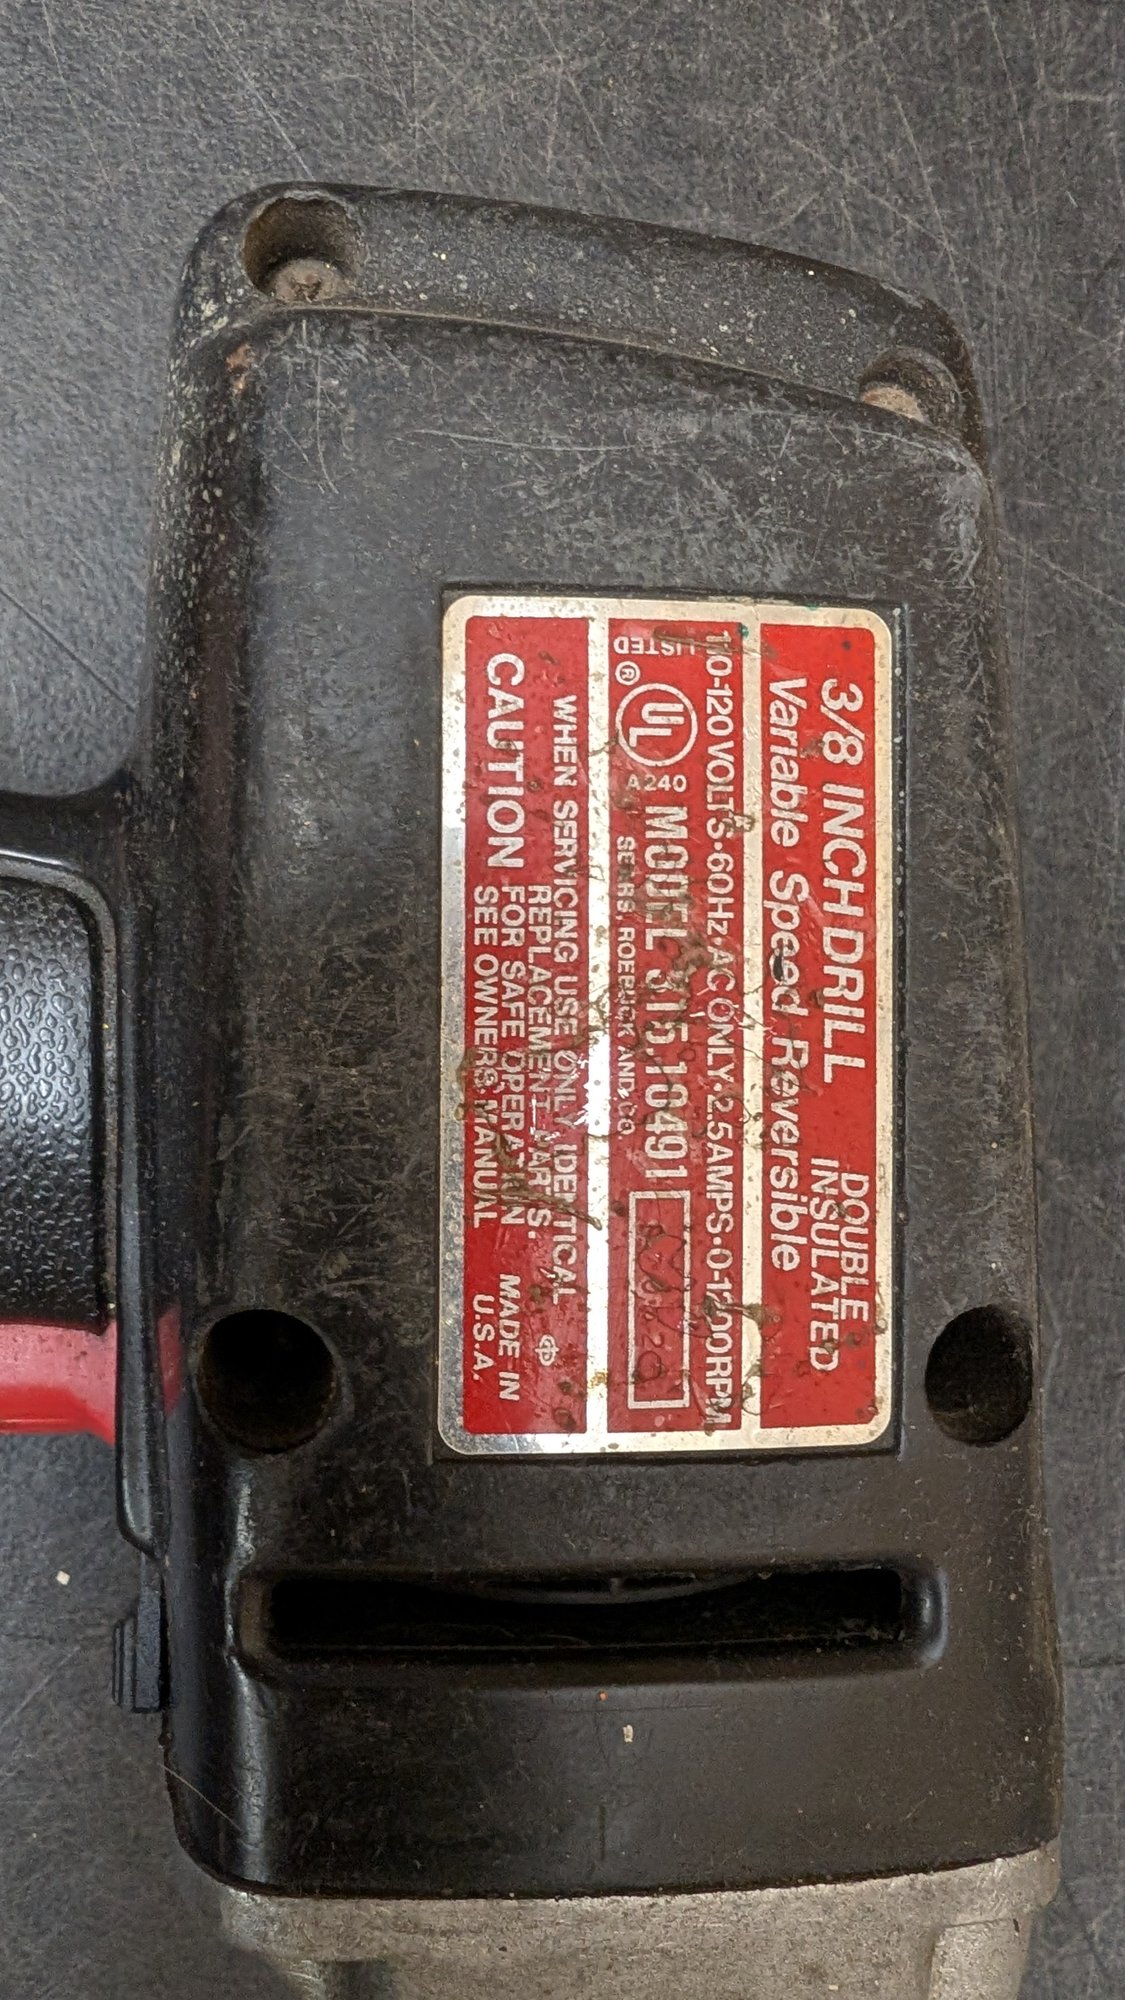 3/8 INCH DRILL
DOUBLE
INSULATED
Variable Speed-Reversible
110-120 VOLTS•60Hz•AC ONLY•2.5AMPS•0-1200RPM
LISTED
UL
®
A240
MODEL 315.10491
SEARS, ROEBUCK AND CO.
WHEN SERVICING USE ONLY IDENTICAL
REPLACEMENT PARTS.
CAUTION FOR SAFE OPERATION
SEE OWNERS MANUAL
MADE IN
U.S.A.